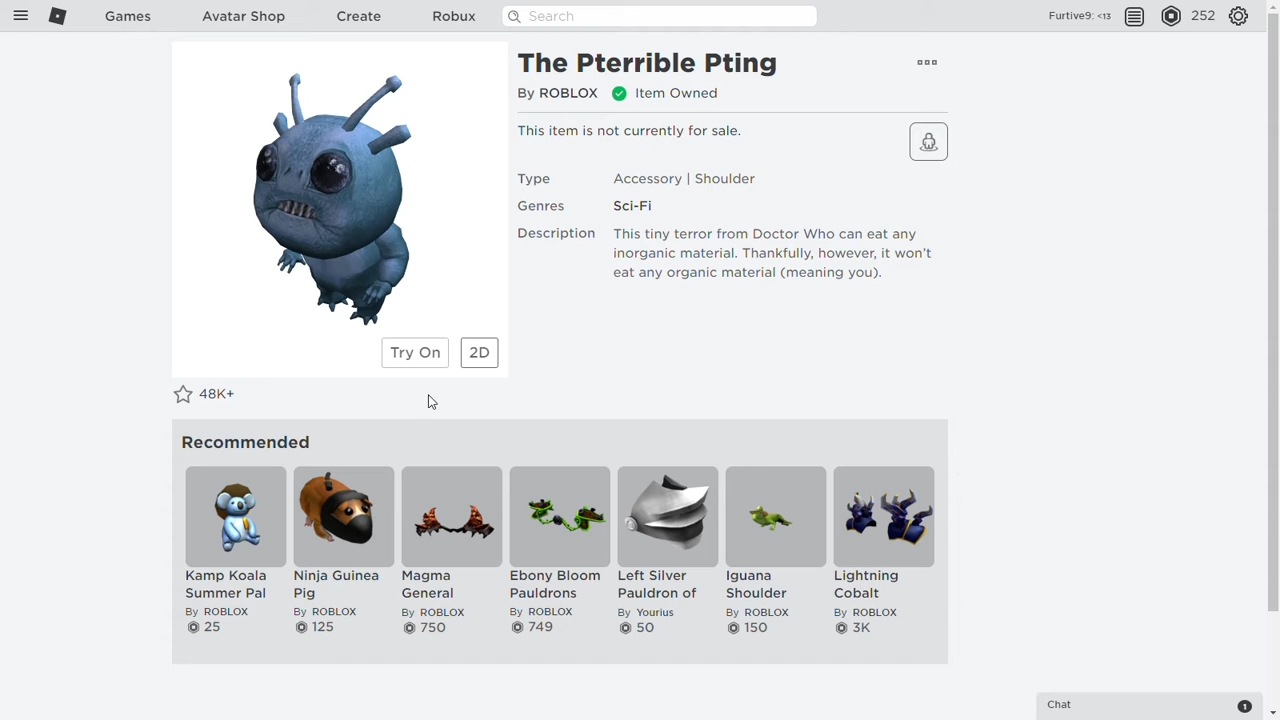 Games Avatar Shop Create Robux Search Furtive9: <13 252
The Pterrible Pting
By ROBLOX Item Owned
This item is not currently for sale.
Type Accessory | Shoulder
Genres Sci-Fi
Description This tiny terror from Doctor Who can eat any
inorganic material. Thankfully, however, it won't
eat any organic material (meaning you).
Try On 2D
48K+
Recommended
Kamp Koala Summer Pal
By ROBLOX
25
Ninja Guinea Pig
By ROBLOX
125
Magma General
By ROBLOX
750
Ebony Bloom Pauldrons
By ROBLOX
749
Left Silver Pauldron of
By Yourius
50
Iguana Shoulder
By ROBLOX
150
Lightning Cobalt
By ROBLOX
3K
Chat 1